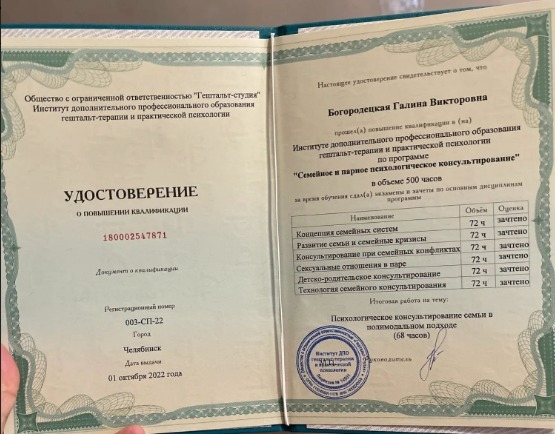 Общество с ограниченной ответственностью "Гештальт-студия"
Институт дополнительного профессионального образования
гештальт-терапии и практической психологии
УДОСТОВЕРЕНИЕ
О ПОВЫШЕНИИ КВАЛИФИКАЦИИ
180002547871
Документ о квалификации
Регистрационный номер
003-СП-22
Город
Челябинск
Дата выдачи
01 октября 2022 года
Настоящее удостоверение свидетельствует о том, что
Богородецкая Галина Викторовна
прошел(а) повышение квалификации в (на)
Институте дополнительного профессионального образования
гештальт-терапии и практической психологии
по программе
"Семейное и парное психологическое консультирование"
в объеме 500 часов
за время обучения сдал(а) экзамены и зачеты по основным дисциплинам
программы
Наименование Объём Оценка
Концепция семейных систем 72 ч зачтено
Развитие семьи и семейные кризисы 72 ч зачтено
Консультирование при семейных конфликтах 72 ч зачтено
Сексуальные отношения в паре 72 ч зачтено
Детско-родительское консультирование 72 ч зачтено
Технология семейного консультирования 72 ч зачтено
Итоговая работа на тему:
Психологическое консультирование семьи в
полимодальном подходе
(68 часов)
Руководитель
Институт ДПО
гештальт-терапии
и практической
психологии